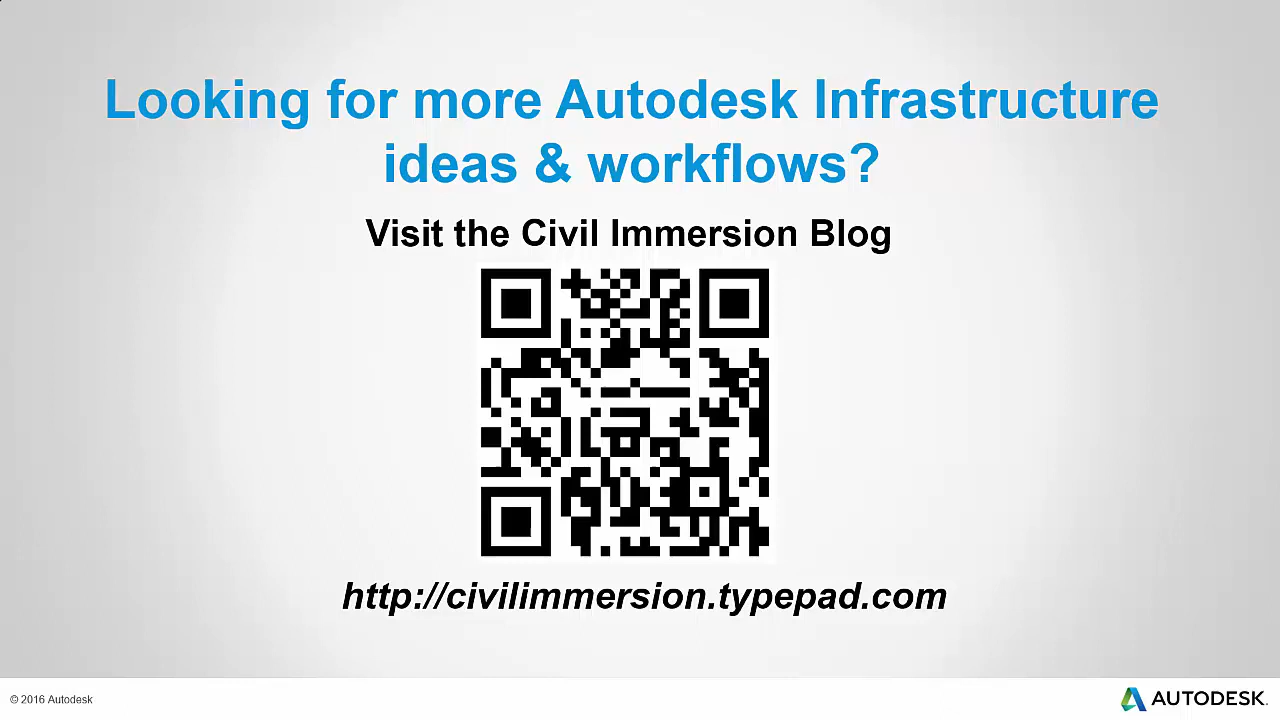 Looking for more Autodesk Infrastructure
ideas & workflows?
Visit the Civil Immersion Blog
http://civilimmersion.typepad.com
© 2016 Autodesk
AUTODESK.